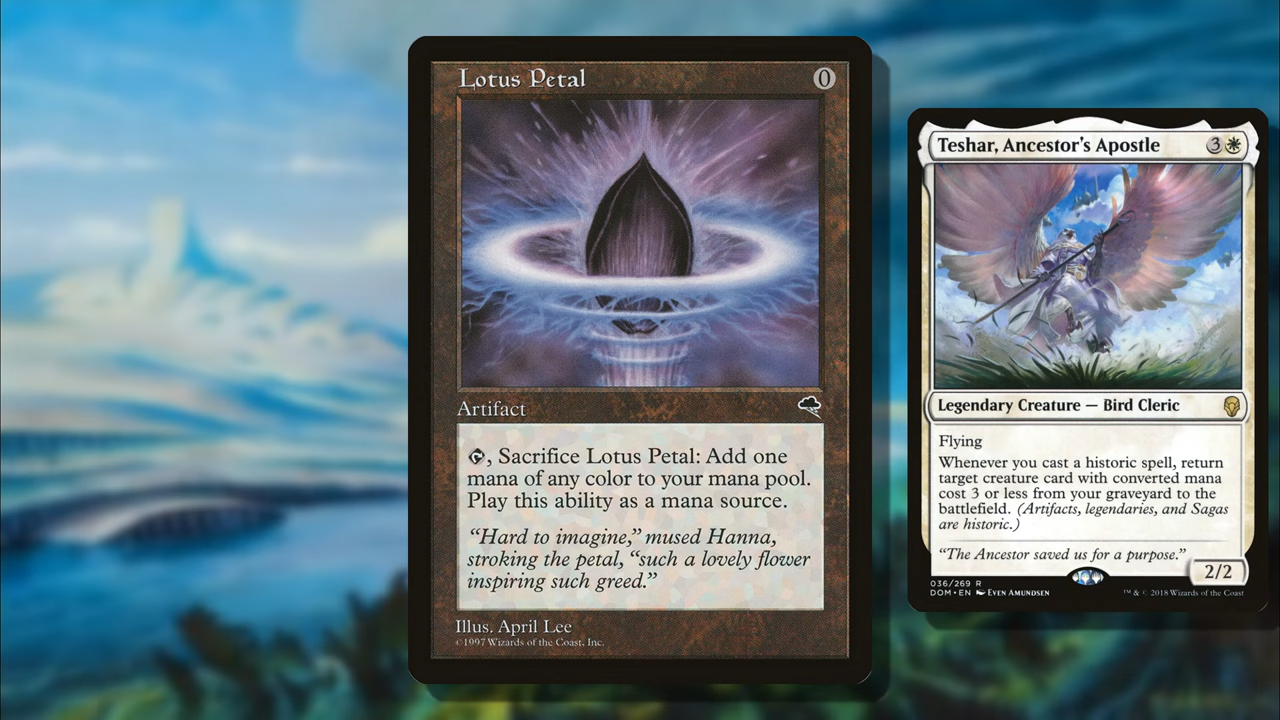 Lotus Petal 0
Artifact
, Sacrifice Lotus Petal: Add one
mana of any color to your mana pool.
Play this ability as a mana source.
“Hard to imagine,” mused Hanna,
stroking the petal, “such a lovely flower
inspiring such greed.”
Illus. April Lee
©1997 Wizards of the Coast, Inc.
Teshar, Ancestor's Apostle 3
Legendary Creature — Bird Cleric
Flying
Whenever you cast a historic spell, return
target creature card with converted mana
cost 3 or less from your graveyard to the
battlefield. (Artifacts, legendaries, and Sagas
are historic.)
“The Ancestor saved us for a purpose.”
2/2
036/269 R
DOM • EN Even Amundsen
™ & © 2018 Wizards of the Coast